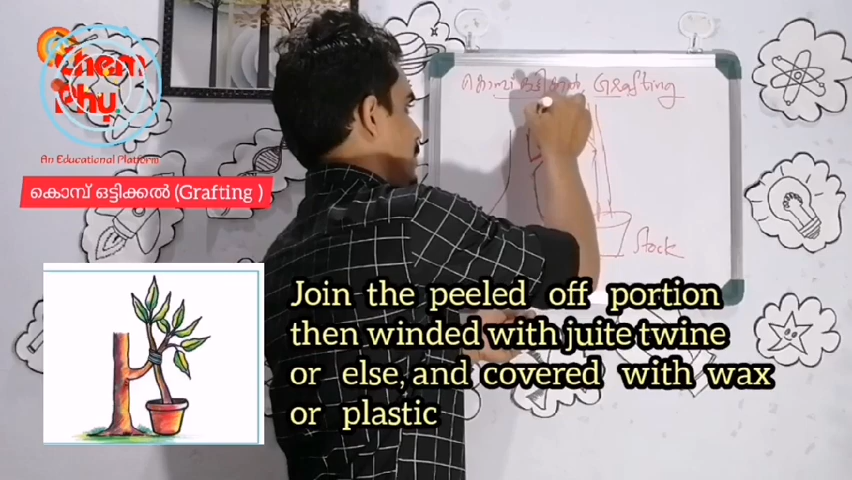 Chem
Phy
An Educational Platform
കൊമ്പ് ഒട്ടിക്കൽ (Grafting )
Grafting
Stock
Join the peeled off portion
then winded with juite twine
or else, and covered with wax
or plastic